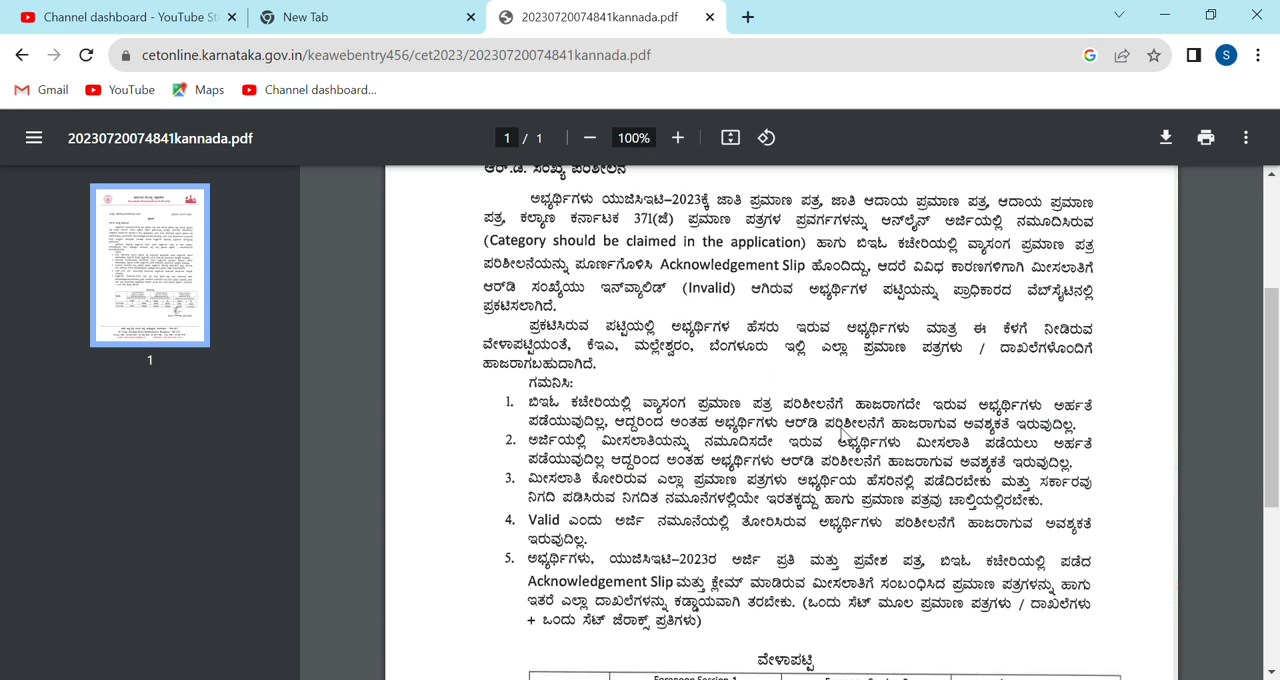 Channel dashboard - YouTube St
New Tab
20230720074841kannada.pdf
cetonline.karnataka.gov.in/keawebentry456/cet2023/20230720074841kannada.pdf
S
Gmail
YouTube
Maps
Channel dashboard...
20230720074841kannada.pdf
1 / 1
100%
1
ಆರ್.ಡಿ. ಸಂಖ್ಯೆ ಪರಿಶೀಲನೆ
ಅಭ್ಯರ್ಥಿಗಳು ಯುಜಿಸಿಇಟಿ-2023ಕ್ಕೆ ಜಾತಿ ಪ್ರಮಾಣ ಪತ್ರ, ಜಾತಿ ಆದಾಯ ಪ್ರಮಾಣ ಪತ್ರ, ಆದಾಯ ಪ್ರಮಾಣ
ಪತ್ರ, ಕಲ್ಯಾಣ ಕರ್ನಾಟಕ 371(ಜೆ) ಪ್ರಮಾಣ ಪತ್ರಗಳ ವಿವರಗಳನ್ನು ಆನ್‌ಲೈನ್ ಅರ್ಜಿಯಲ್ಲಿ ನಮೂದಿಸಿರುವ
(Category should be claimed in the application) ಹಾಗು ಬಿಇಓ ಕಚೇರಿಯಲ್ಲಿ ವ್ಯಾಸಂಗ ಪ್ರಮಾಣ ಪತ್ರ
ಪರಿಶೀಲನೆಯನ್ನು Acknowledgement Slip ಹೊಂದಿದ್ದು, ಆದರೆ ವಿವಿಧ ಕಾರಣಗಳಿಗಾಗಿ ಮೀಸಲಾತಿಗೆ
ಆರ್‌ಡಿ ಸಂಖ್ಯೆಯು ಇನ್‌ವ್ಯಾಲಿಡ್ (Invalid) ಆಗಿರುವ ಅಭ್ಯರ್ಥಿಗಳ ಪಟ್ಟಿಯನ್ನು ಪ್ರಾಧಿಕಾರದ ವೆಬ್‌ಸೈಟಿನಲ್ಲಿ
ಪ್ರಕಟಿಸಲಾಗಿದೆ.
ಪ್ರಕಟಿಸಿರುವ ಪಟ್ಟಿಯಲ್ಲಿ ಅಭ್ಯರ್ಥಿಗಳ ಹೆಸರು ಇರುವ ಅಭ್ಯರ್ಥಿಗಳು ಮಾತ್ರ ಈ ಕೆಳಗೆ ನೀಡಿರುವ
ವೇಳಾಪಟ್ಟಿಯಂತೆ, ಕೆಇಎ, ಮಲ್ಲೇಶ್ವರಂ, ಬೆಂಗಳೂರು ಇಲ್ಲಿ ಎಲ್ಲಾ ಪ್ರಮಾಣ ಪತ್ರಗಳು / ದಾಖಲೆಗಳೊಂದಿಗೆ
ಹಾಜರಾಗಬಹುದಾಗಿದೆ.
ಗಮನಿಸಿ:
1. ಬಿಇಓ ಕಚೇರಿಯಲ್ಲಿ ವ್ಯಾಸಂಗ ಪ್ರಮಾಣ ಪತ್ರ ಪರಿಶೀಲನೆಗೆ ಹಾಜರಾಗದೇ ಇರುವ ಅಭ್ಯರ್ಥಿಗಳು ಅರ್ಹತೆ
ಪಡೆಯುವುದಿಲ್ಲ, ಆದ್ದರಿಂದ ಅಂತಹ ಅಭ್ಯರ್ಥಿಗಳು ಆರ್‌ಡಿ ಪರಿಶೀಲನೆಗೆ ಹಾಜರಾಗುವ ಅವಶ್ಯಕತೆ ಇರುವುದಿಲ್ಲ.
2. ಅರ್ಜಿಯಲ್ಲಿ ಮೀಸಲಾತಿಯನ್ನು ನಮೂದಿಸದೇ ಇರುವ ಅಭ್ಯರ್ಥಿಗಳು ಮೀಸಲಾತಿ ಪಡೆಯಲು ಅರ್ಹತೆ
ಪಡೆಯುವುದಿಲ್ಲ ಆದ್ದರಿಂದ ಅಂತಹ ಅಭ್ಯರ್ಥಿಗಳು ಆರ್‌ಡಿ ಪರಿಶೀಲನೆಗೆ ಹಾಜರಾಗುವ ಅವಶ್ಯಕತೆ ಇರುವುದಿಲ್ಲ.
3. ಮೀಸಲಾತಿ ಕೋರಿರುವ ಎಲ್ಲಾ ಪ್ರಮಾಣ ಪತ್ರಗಳು ಅಭ್ಯರ್ಥಿಯ ಹೆಸರಿನಲ್ಲಿ ಪಡೆದಿರಬೇಕು ಮತ್ತು ಸರ್ಕಾರವು
ನಿಗದಿ ಪಡಿಸಿರುವ ನಿಗದಿತ ನಮೂನೆಗಳಲ್ಲಿಯೇ ಇರತಕ್ಕದ್ದು ಹಾಗು ಪ್ರಮಾಣ ಪತ್ರವು ಚಾಲ್ತಿಯಲ್ಲಿರಬೇಕು.
4. Valid ಎಂದು ಅರ್ಜಿ ನಮೂನೆಯಲ್ಲಿ ತೋರಿಸಿರುವ ಅಭ್ಯರ್ಥಿಗಳು ಪರಿಶೀಲನೆಗೆ ಹಾಜರಾಗುವ ಅವಶ್ಯಕತೆ
ಇರುವುದಿಲ್ಲ.
5. ಅಭ್ಯರ್ಥಿಗಳು, ಯುಜಿಸಿಇಟಿ-2023ರ ಅರ್ಜಿ ಪ್ರತಿ ಮತ್ತು ಪ್ರವೇಶ ಪತ್ರ, ಬಿಇಓ ಕಚೇರಿಯಲ್ಲಿ ಪಡೆದ
Acknowledgement Slip ಮತ್ತು ಕ್ಲೇಮ್ ಮಾಡಿರುವ ಮೀಸಲಾತಿಗೆ ಸಂಬಂಧಿಸಿದ ಪ್ರಮಾಣ ಪತ್ರಗಳನ್ನು ಹಾಗು
ಇತರೆ ಎಲ್ಲಾ ದಾಖಲೆಗಳನ್ನು ಕಡ್ಡಾಯವಾಗಿ ತರಬೇಕು. (ಒಂದು ಸೆಟ್ ಮೂಲ ಪ್ರಮಾಣ ಪತ್ರಗಳು / ದಾಖಲೆಗಳು
+ ಒಂದು ಸೆಟ್ ಜೆರಾಕ್ಸ್ ಪ್ರತಿಗಳು)
ವೇಳಾಪಟ್ಟಿ